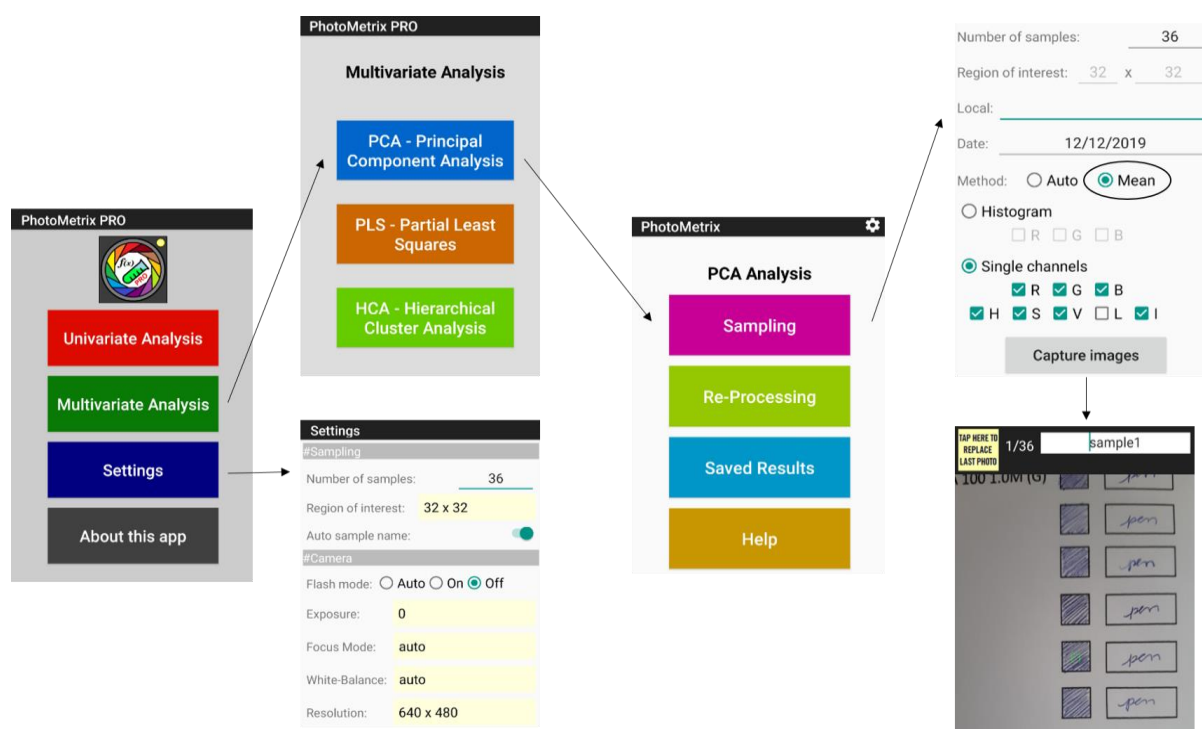 PhotoMetrix PRO
f(x)
PRO
Univariate Analysis
Multivariate Analysis
Settings
About this app
PhotoMetrix PRO
Multivariate Analysis
PCA - Principal
Component Analysis
PLS - Partial Least
Squares
HCA - Hierarchical
Cluster Analysis
Settings
#Sampling
Number of samples: 36
Region of interest: 32 x 32
Auto sample name:
#Camera
Flash mode: Auto On Off
Exposure: 0
Focus Mode: auto
White-Balance: auto
Resolution: 640 x 480
PhotoMetrix
PCA Analysis
Sampling
Re-Processing
Saved Results
Help
Number of samples: 36
Region of interest: 32 x 32
Local:
Date: 12/12/2019
Method: Auto Mean
Histogram
R G B
Single channels
R G B
H S V L I
Capture images
TAP HERE TO
REPLACE
LAST PHOTO
1/36 sample1
100 1.0M (G)
pen
pen
pen
pen
pen